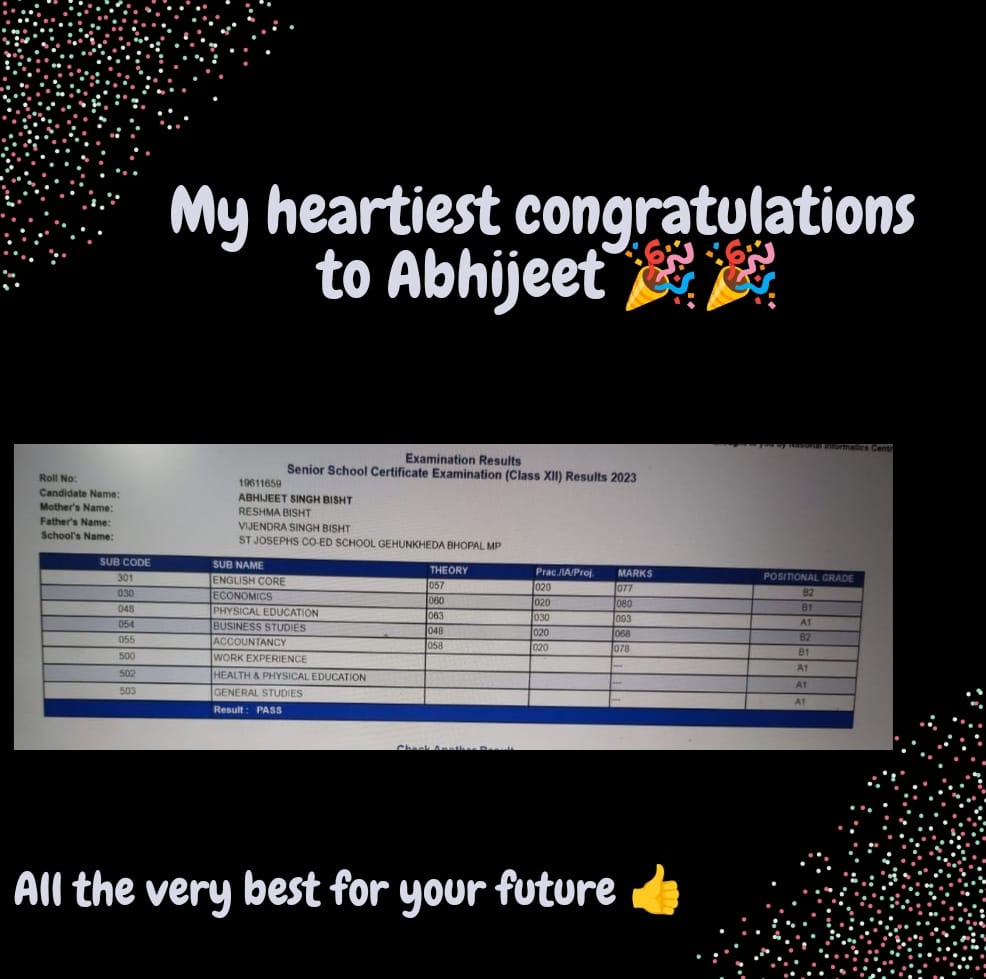 My heartiest congratulations
to Abhijeet 🎉🎉
Examination Results
Senior School Certificate Examination (Class XII) Results 2023
Roll No: 19611659
Candidate Name: ABHIJEET SINGH BISHT
Mother's Name: RESHMA BISHT
Father's Name: VIJENDRA SINGH BISHT
School's Name: ST JOSEPHS CO-ED SCHOOL GEHUNKHEDA BHOPAL MP
SUB CODE SUB NAME THEORY Prac./IA/Proj. MARKS POSITIONAL GRADE
301 ENGLISH CORE 057 020 077 B2
030 ECONOMICS 060 020 080 B1
048 PHYSICAL EDUCATION 063 030 093 A1
054 BUSINESS STUDIES 048 020 068 B2
055 ACCOUNTANCY 058 020 078 B1
500 WORK EXPERIENCE --- A1
502 HEALTH & PHYSICAL EDUCATION --- A1
503 GENERAL STUDIES --- A1
Result : PASS
All the very best for your future 👍